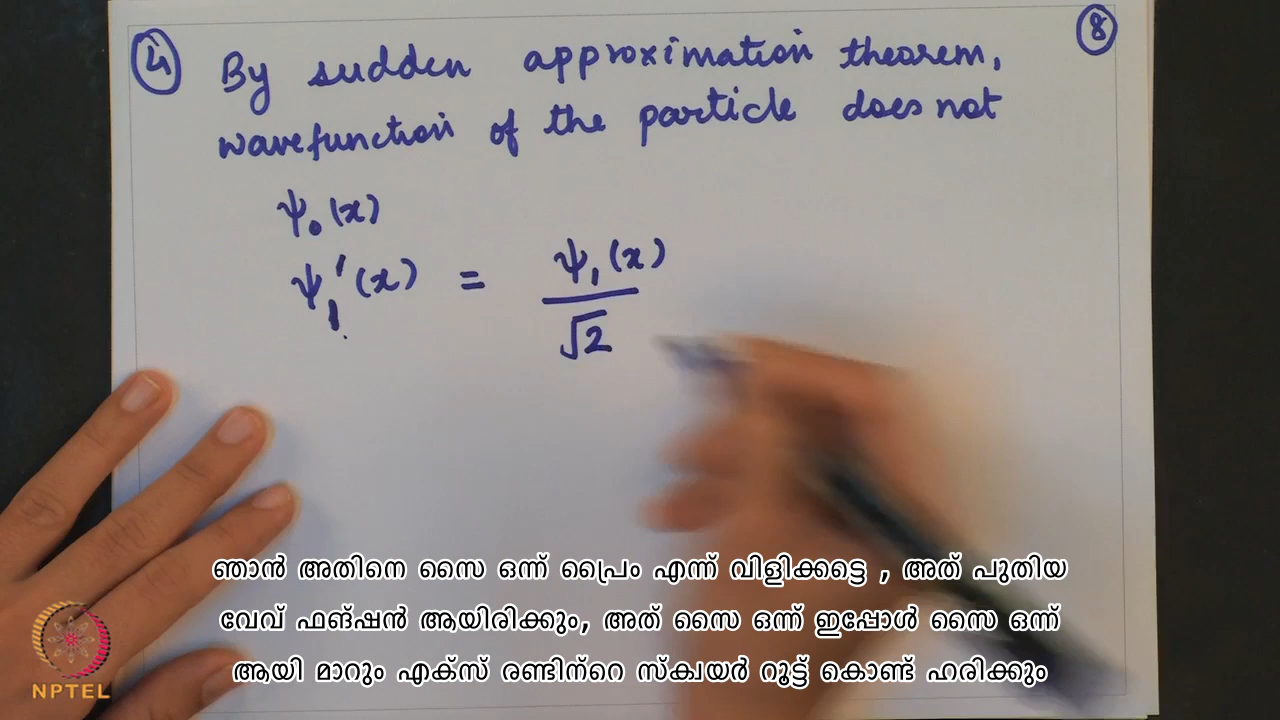 ④ By sudden approximation theorem, ⑧
wavefunction of the particle does not
ψ₀(x)
ψ₁'(x) = ψ₁(x)
√2
ഞാൻ അതിനെ സൈ ഒന്ന് പ്രൈം എന്ന് വിളിക്കട്ടെ , അത് പുതിയ
വേവ് ഫങ്ഷൻ ആയിരിക്കും, അത് സൈ ഒന്ന് ഇപ്പോൾ സൈ ഒന്ന്
ആയി മാറും എക്സ് രണ്ടിന്റെ സ്ക്വയർ റൂട്ട് കൊണ്ട് ഹരിക്കും
NPTEL